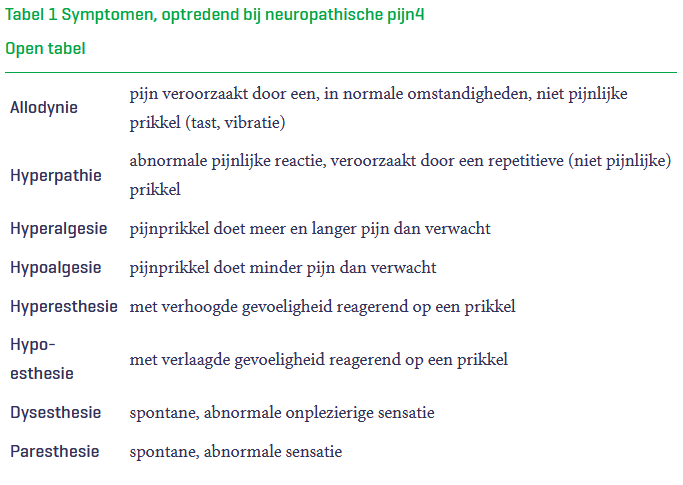 Tabel 1 Symptomen, optredend bij neuropathische pijn4
Open tabel
Allodynie pijn veroorzaakt door een, in normale omstandigheden, niet pijnlijke
prikkel (tast, vibratie)
Hyperpathie abnormale pijnlijke reactie, veroorzaakt door een repetitieve (niet pijnlijke)
prikkel
Hyperalgesie pijnprikkel doet meer en langer pijn dan verwacht
Hypoalgesie pijnprikkel doet minder pijn dan verwacht
Hyperesthesie met verhoogde gevoeligheid reagerend op een prikkel
Hypo-
esthesie met verlaagde gevoeligheid reagerend op een prikkel
Dysesthesie spontane, abnormale onplezierige sensatie
Paresthesie spontane, abnormale sensatie